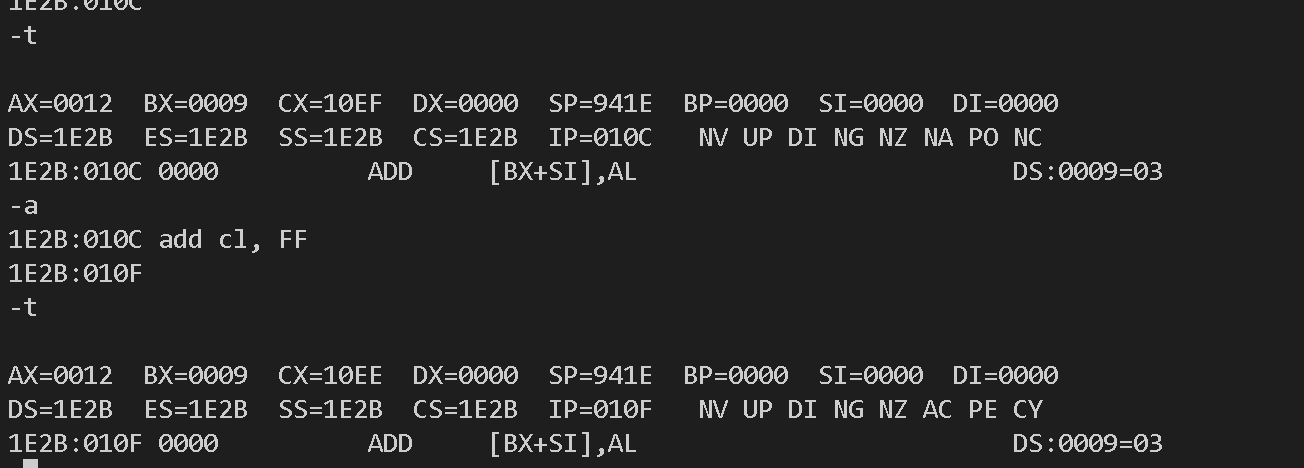 1E2B:010C
-t
AX=0012 BX=0009 CX=10EF DX=0000 SP=941E BP=0000 SI=0000 DI=0000
DS=1E2B ES=1E2B SS=1E2B CS=1E2B IP=010C NV UP DI NG NZ NA PO NC
1E2B:010C 0000 ADD [BX+SI],AL DS:0009=03
-a
1E2B:010C add cl, FF
1E2B:010F
-t
AX=0012 BX=0009 CX=10EE DX=0000 SP=941E BP=0000 SI=0000 DI=0000
DS=1E2B ES=1E2B SS=1E2B CS=1E2B IP=010F NV UP DI NG NZ AC PE CY
1E2B:010F 0000 ADD [BX+SI],AL DS:0009=03
-